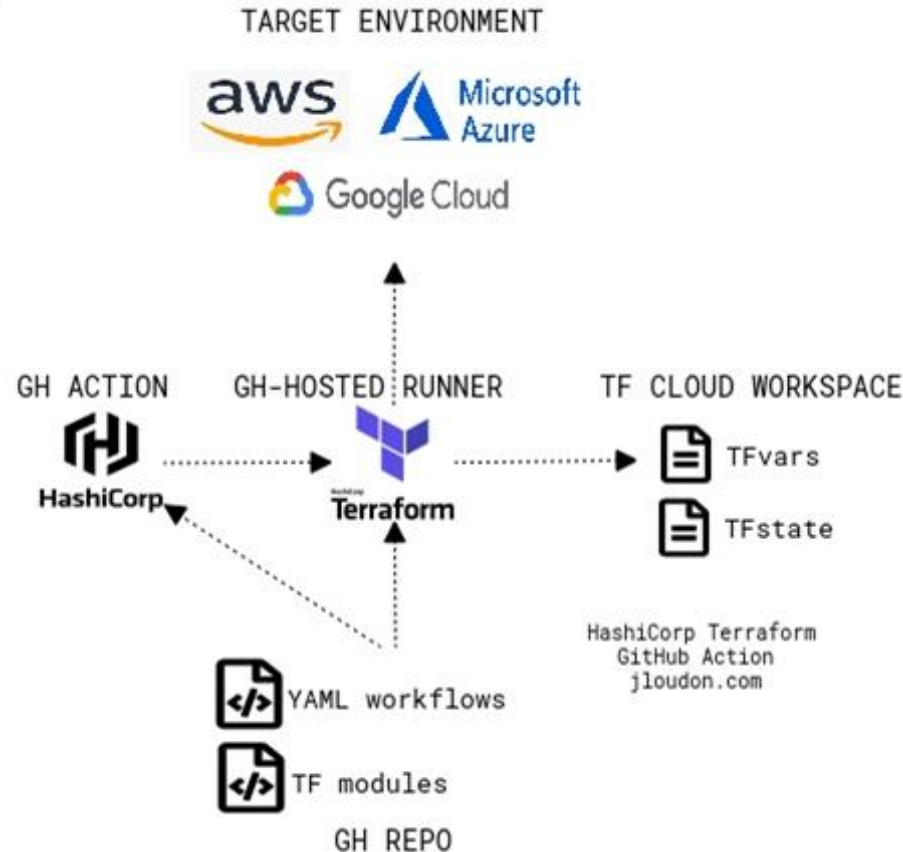 TARGET ENVIRONMENT
aws
Microsoft
Azure
Google Cloud
GH ACTION
GH-HOSTED RUNNER
TF CLOUD WORKSPACE
HashiCorp
HashiCorp
Terraform
TFvars
TFstate
HashiCorp Terraform
GitHub Action
jloudon.com
YAML workflows
TF modules
GH REPO